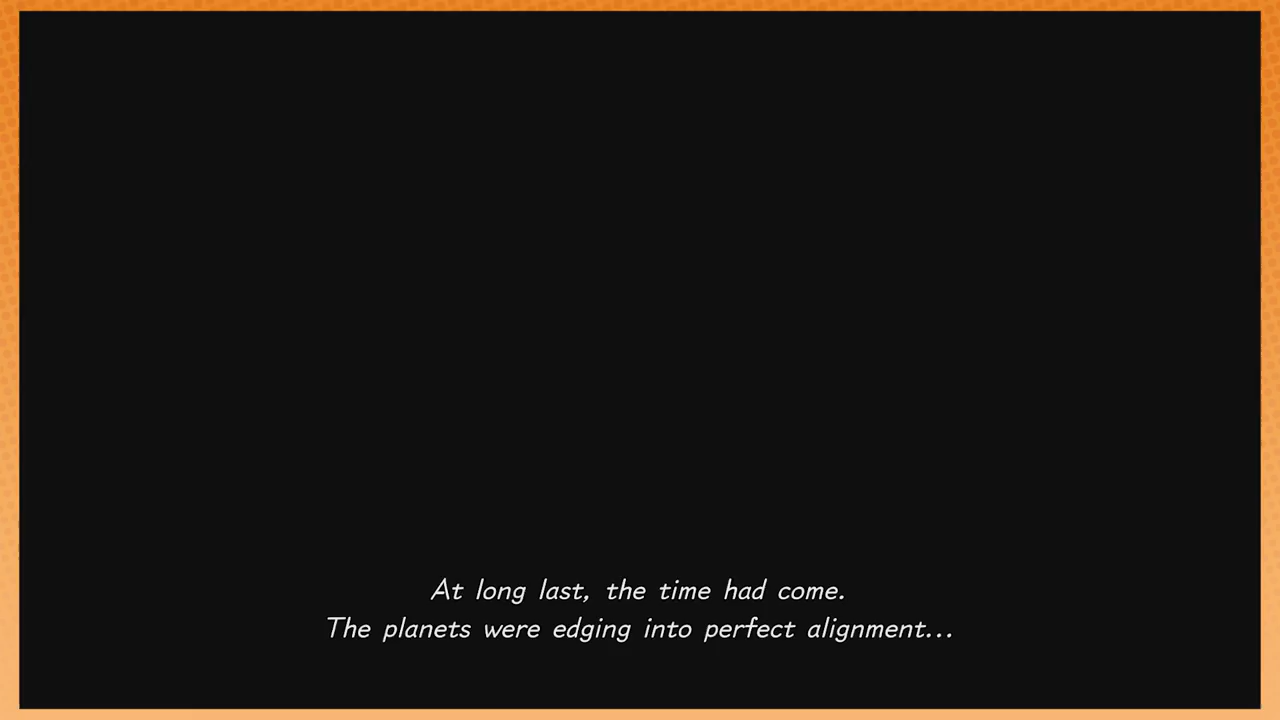 At long last, the time had come.
The planets were edging into perfect alignment...